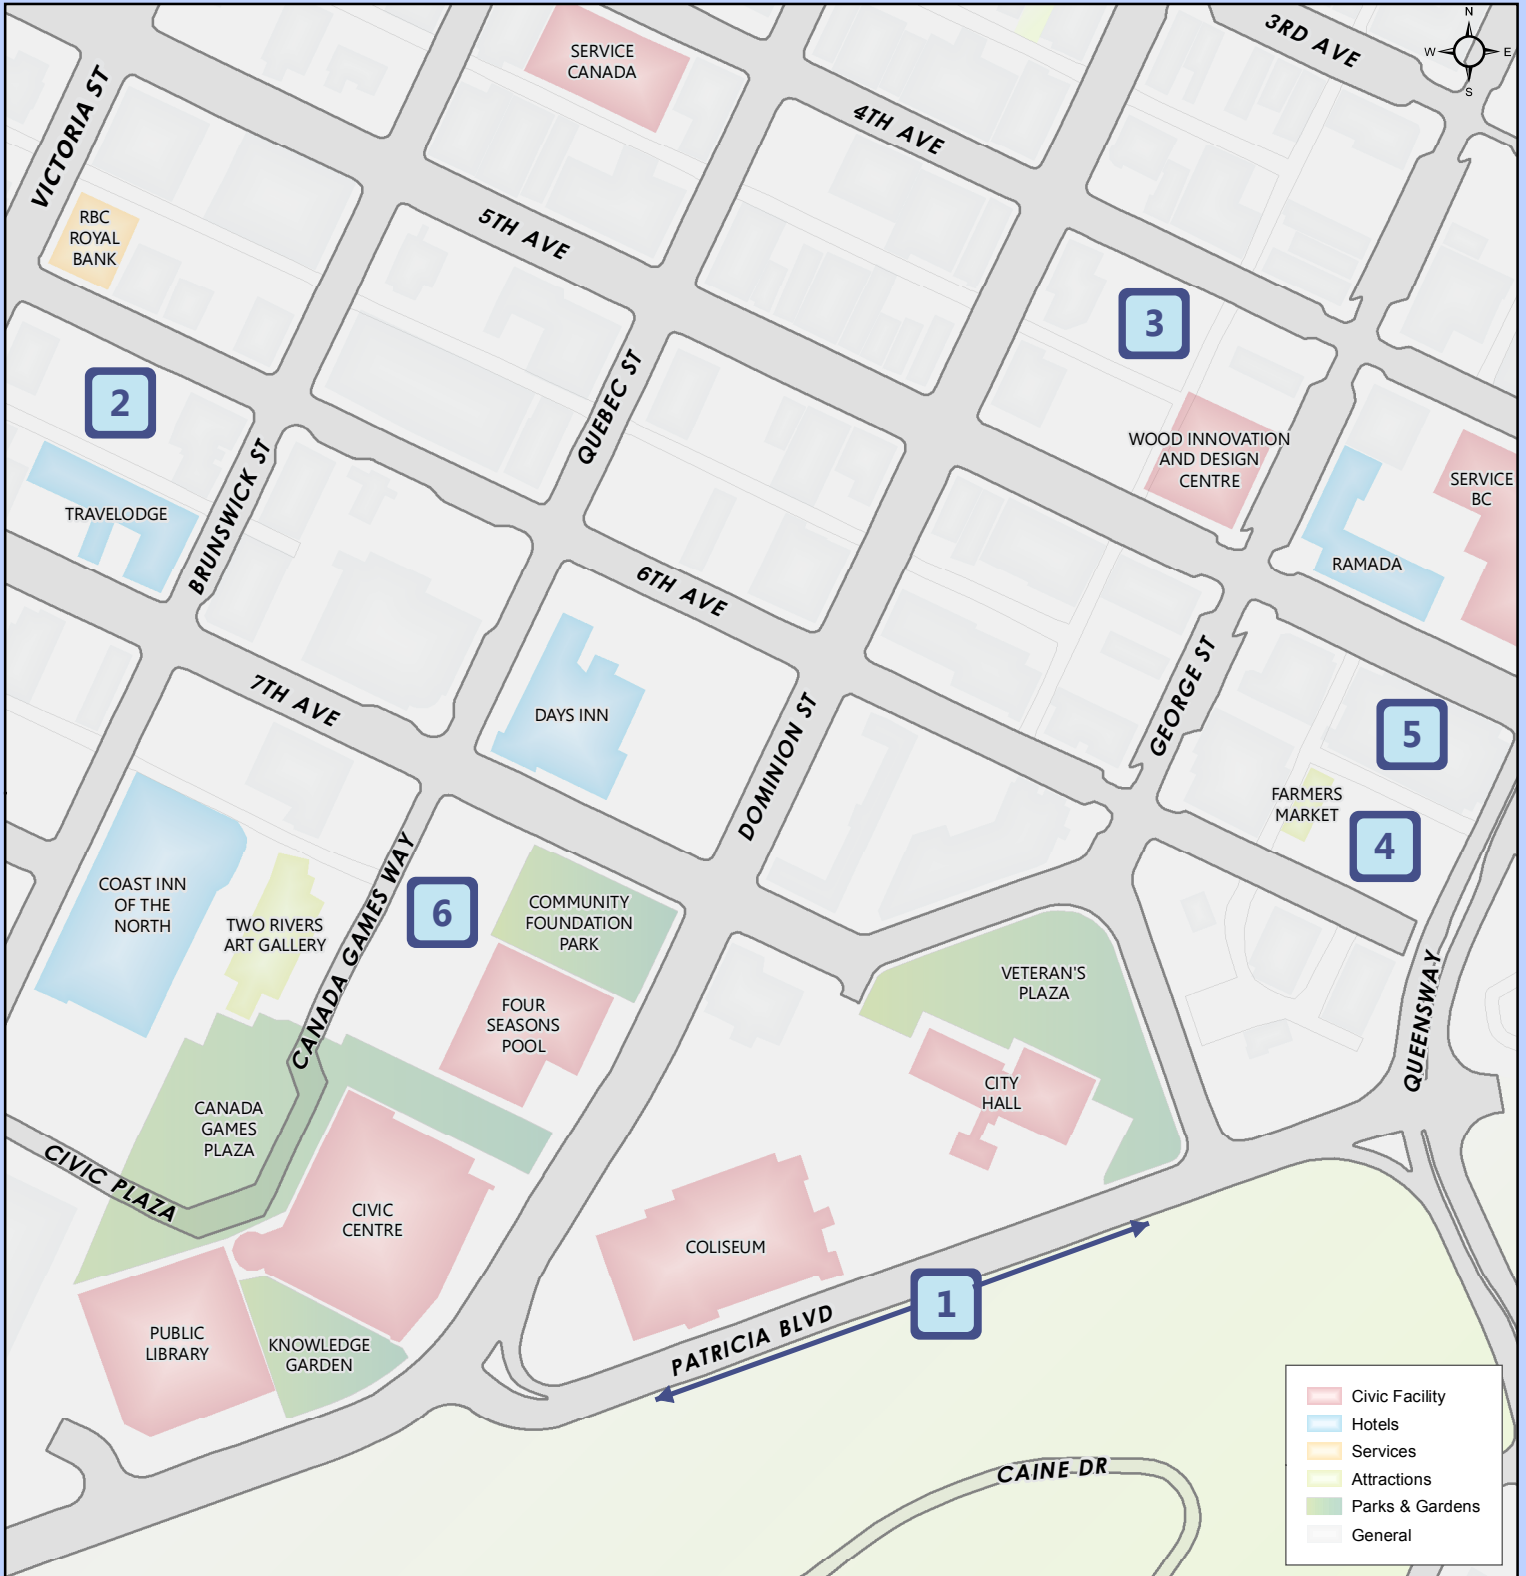 3RD AVE
N
W
E
S
SERVICE
CANADA
4TH AVE
VICTORIA ST
RBC
ROYAL
BANK
5TH AVE
3
2
QUEBEC ST
WOOD INNOVATION
AND DESIGN
CENTRE
SERVICE
BC
TRAVELODGE
BRUNSWICK ST
RAMADA
6TH AVE
7TH AVE
DAYS INN
DOMINION ST
GEORGE ST
5
FARMERS
MARKET
4
COAST INN
OF THE
NORTH
TWO RIVERS
ART GALLERY
CANADA GAMES WAY
6
COMMUNITY
FOUNDATION
PARK
VETERAN'S
PLAZA
FOUR
SEASONS
POOL
QUEENSWAY
CITY
HALL
CANADA
GAMES
PLAZA
CIVIC PLAZA
CIVIC
CENTRE
COLISEUM
1
PATRICIA BLVD
PUBLIC
LIBRARY
KNOWLEDGE
GARDEN
CAINE DR
Civic Facility
Hotels
Services
Attractions
Parks & Gardens
General